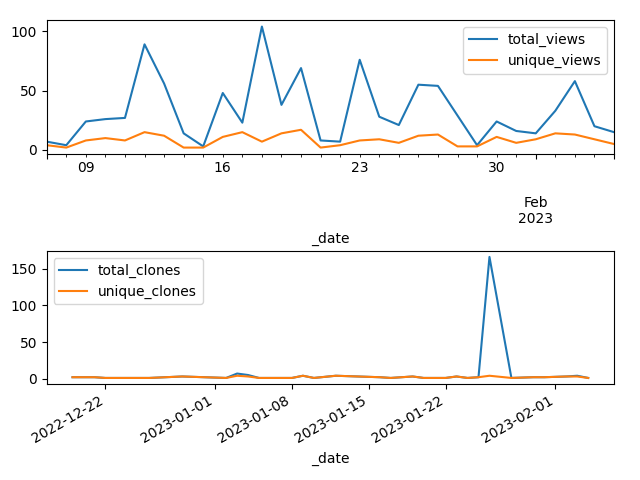 100
50
0
total_views
unique_views
09
16
23
30
Feb
2023
_date
150
100
50
0
total_clones
unique_clones
2022-12-22
2023-01-01
2023-01-08
2023-01-15
2023-01-22
2023-02-01
_date